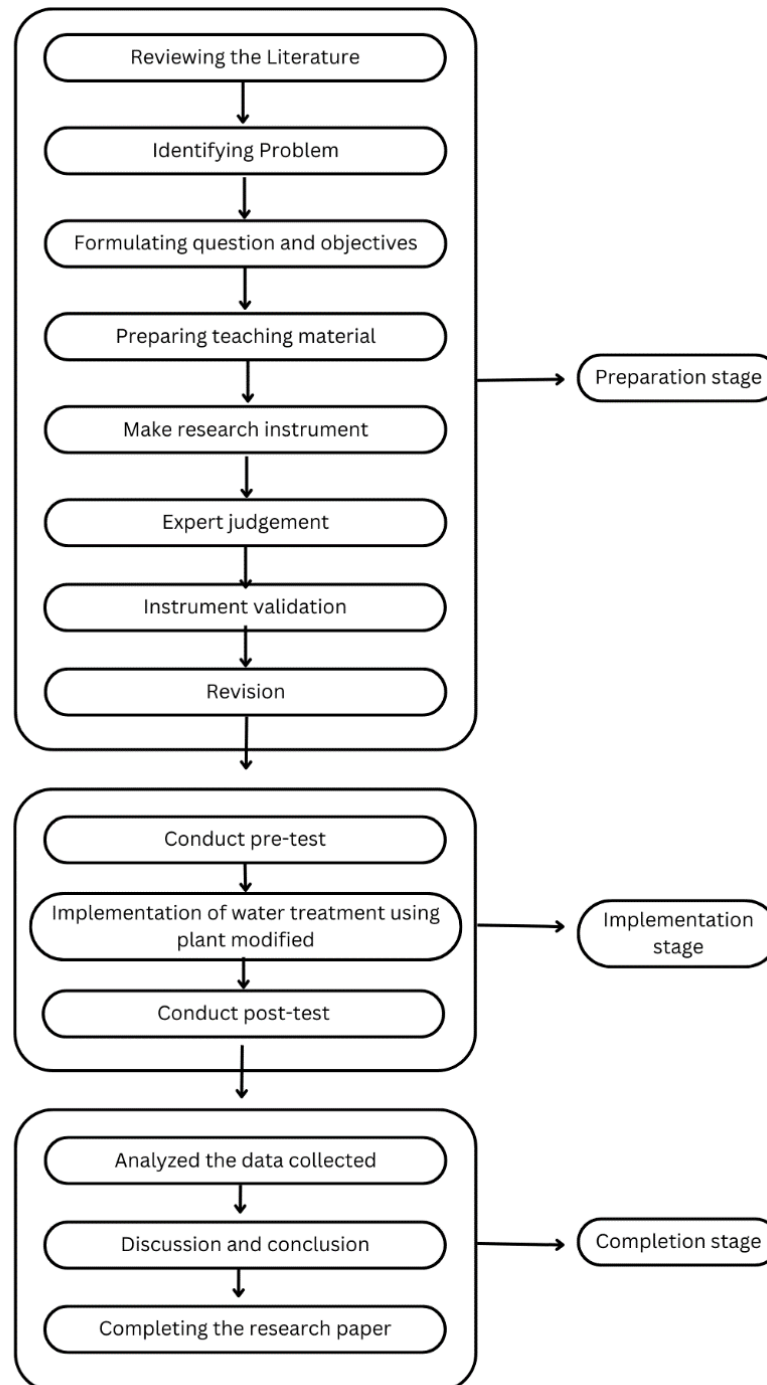 Reviewing the Literature
Identifying Problem
Formulating question and objectives
Preparing teaching material
Make research instrument
Expert judgement
Instrument validation
Revision
Preparation stage
Conduct pre-test
Implementation of water treatment using
plant modified
Conduct post-test
Implementation
stage
Analyzed the data collected
Discussion and conclusion
Completing the research paper
Completion stage